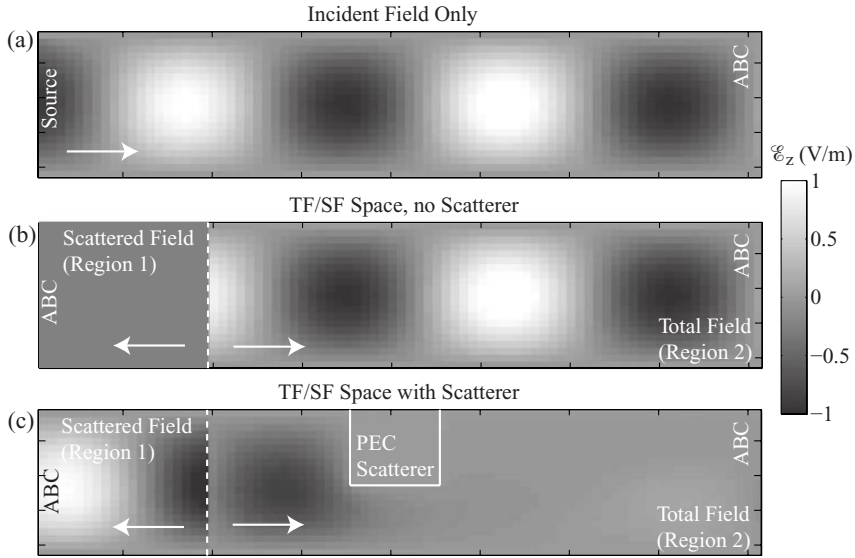 Incident Field Only
(a)
Source
ABC
ℰz (V/m)
1
0.5
0
−0.5
−1
TF/SF Space, no Scatterer
(b)
Scattered Field
(Region 1)
ABC
ABC
Total Field
(Region 2)
TF/SF Space with Scatterer
(c)
Scattered Field
(Region 1)
ABC
PEC
Scatterer
ABC
Total Field
(Region 2)